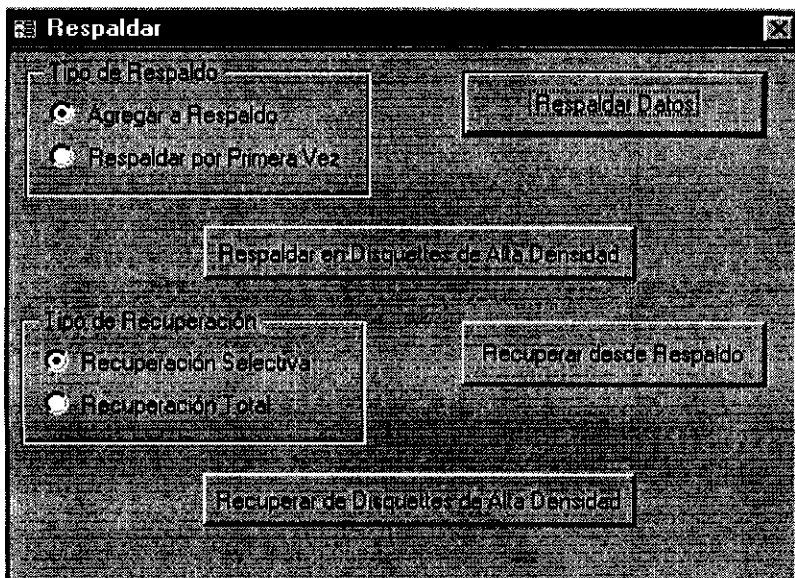 Respaldar
Tipo de Respaldo
Agregar a Respaldo
Respaldar por Primera Vez
Respaldar Datos
Respaldar en Disquettes de Alta Densidad
Tipo de Recuperación
Recuperación Selectiva
Recuperación Total
Recuperar desde Respaldo
Recuperar de Disquettes de Alta Densidad